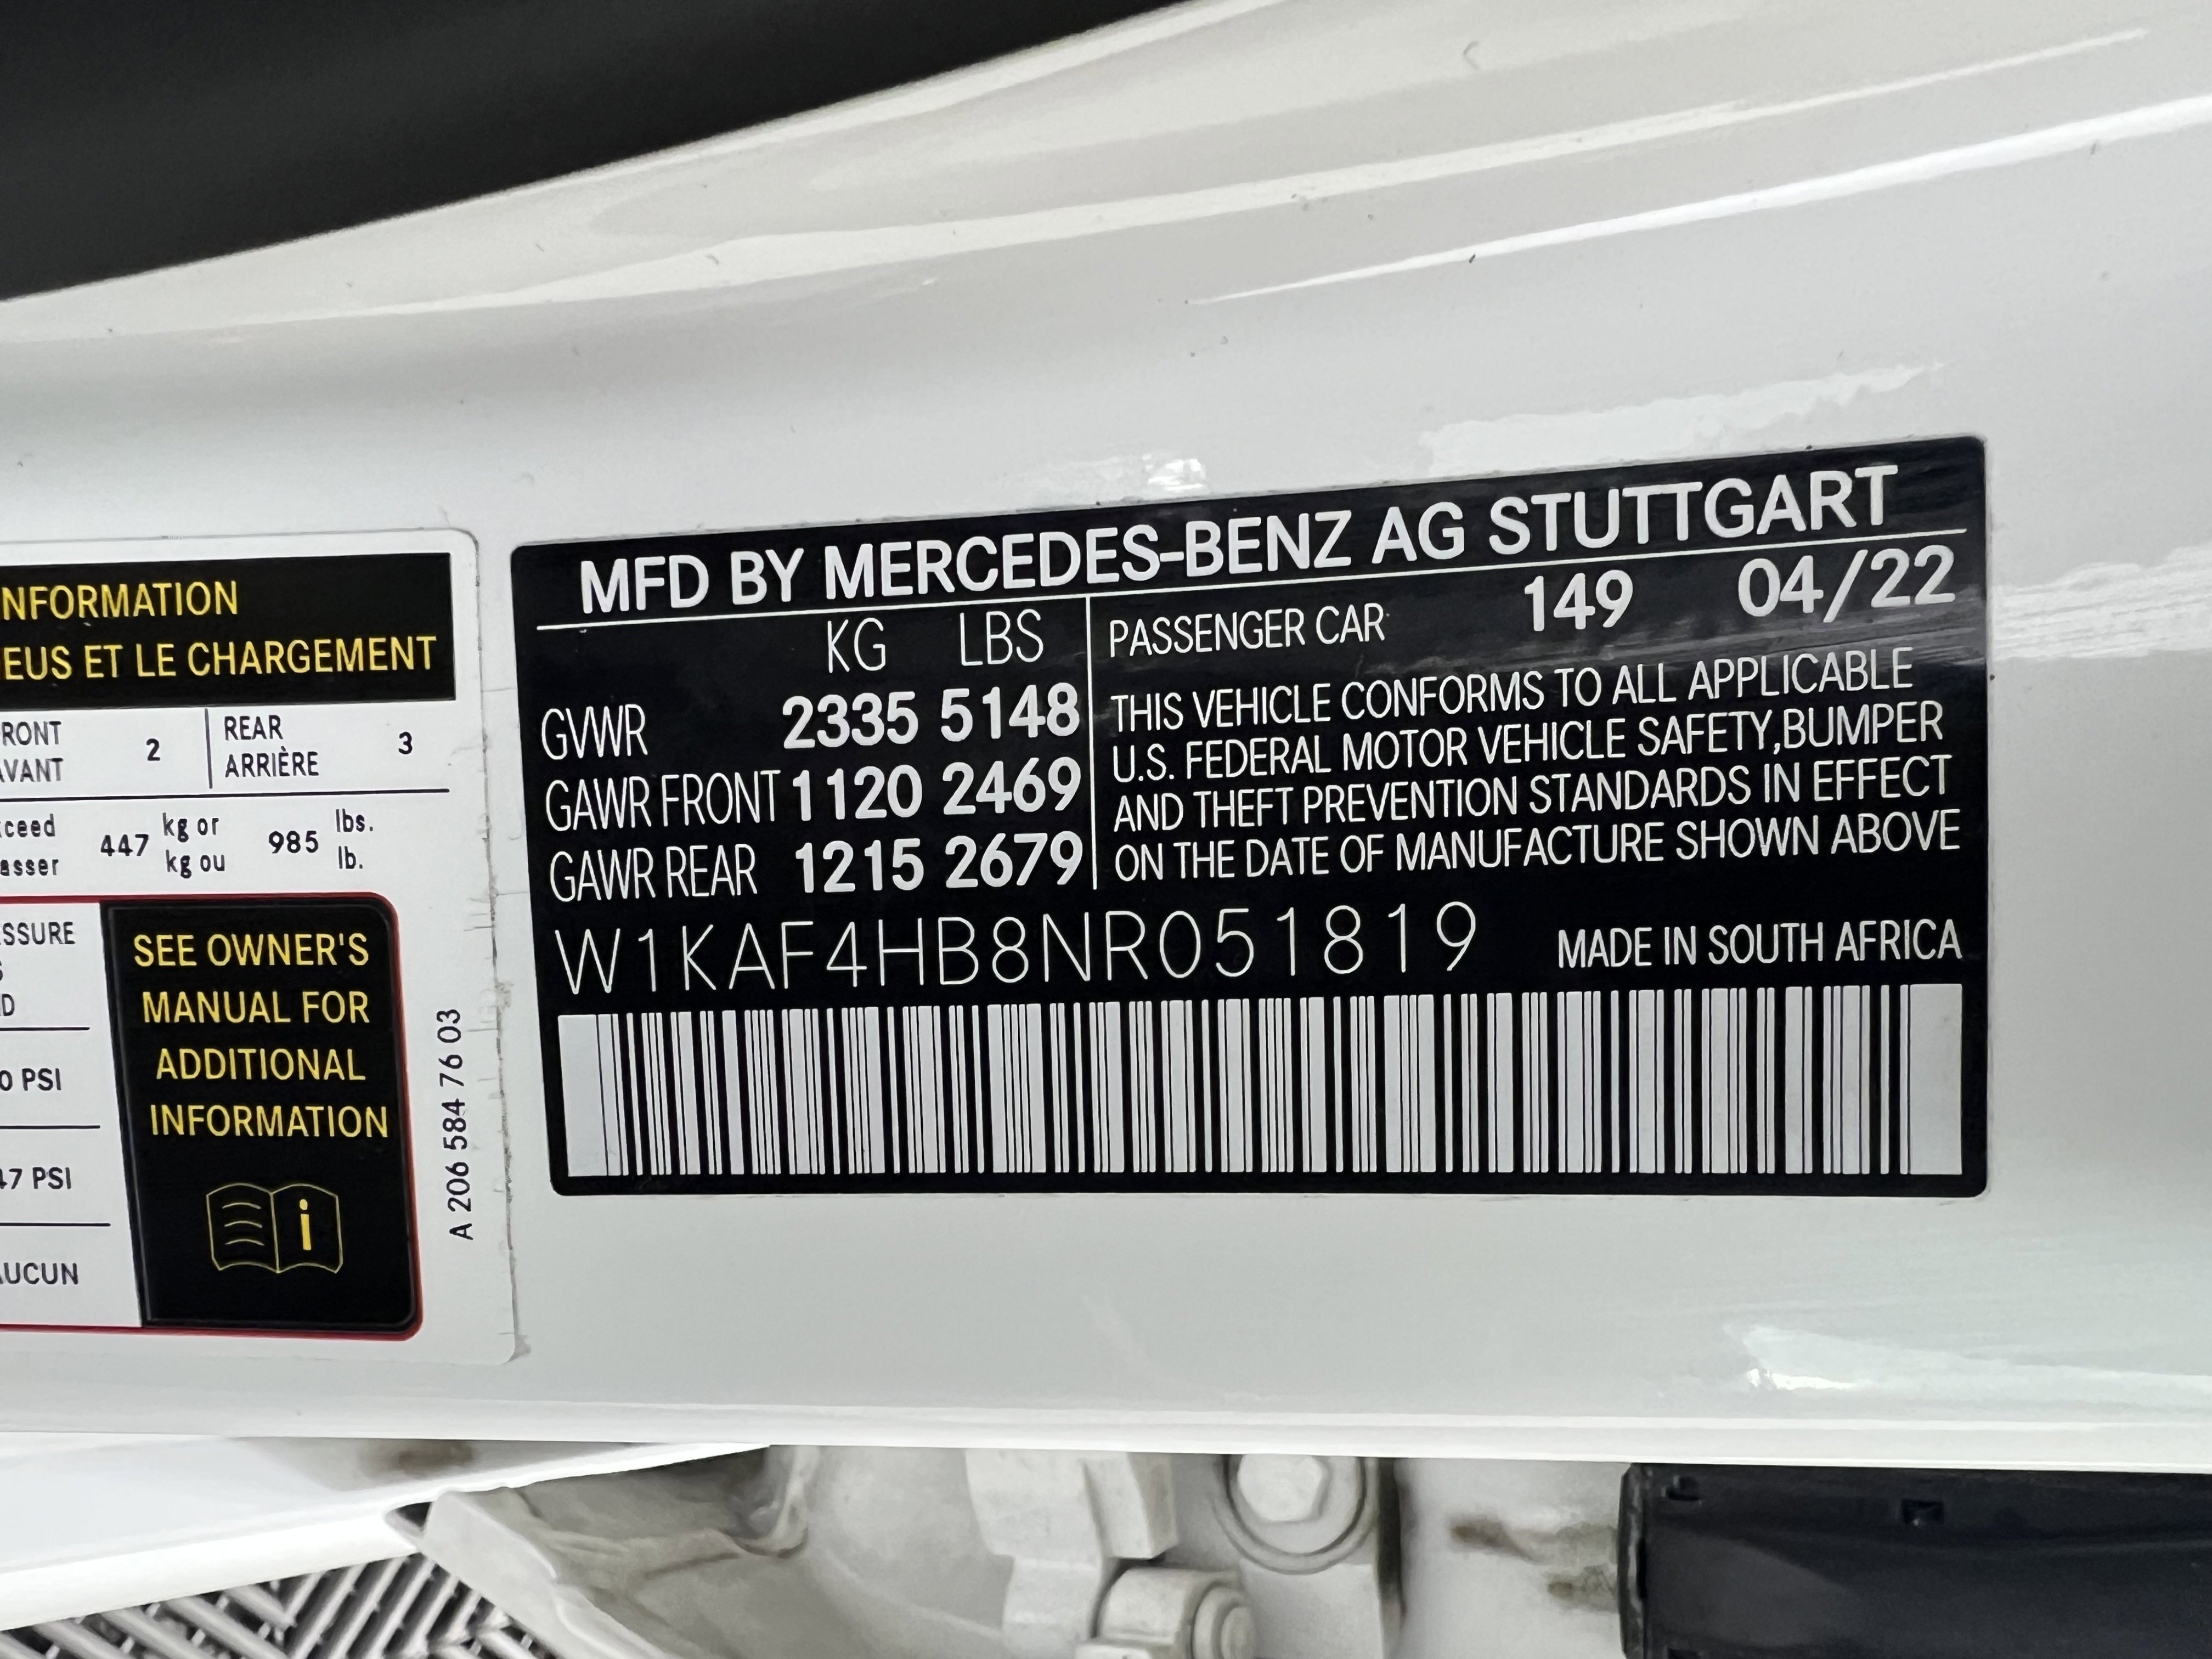 NFORMATION
EUS ET LE CHARGEMENT
RONT
AVANT
2
REAR
ARRIÈRE
3
ceed
asser
447
kg or
kg ou
985
lbs.
lb.
SSURE
S
D
0 PSI
47 PSI
AUCUN
SEE OWNER'S
MANUAL FOR
ADDITIONAL
INFORMATION
i
A 206 584 76 03
MFD BY MERCEDES-BENZ AG STUTTGART
KG LBS
GVWR 2335 5148
GAWR FRONT 1120 2469
GAWR REAR 1215 2679
PASSENGER CAR 149 04/22
THIS VEHICLE CONFORMS TO ALL APPLICABLE
U.S. FEDERAL MOTOR VEHICLE SAFETY,BUMPER
AND THEFT PREVENTION STANDARDS IN EFFECT
ON THE DATE OF MANUFACTURE SHOWN ABOVE
W1KAF4HB8NR051819 MADE IN SOUTH AFRICA